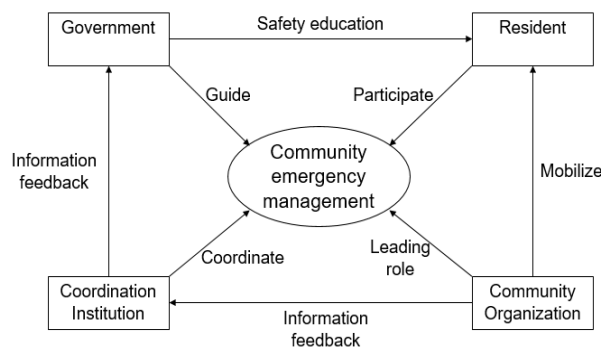 Government
Safety education
Resident
Guide
Participate
Information
feedback
Community
emergency
management
Mobilize
Coordinate
Leading
role
Coordination
Institution
Information
feedback
Community
Organization